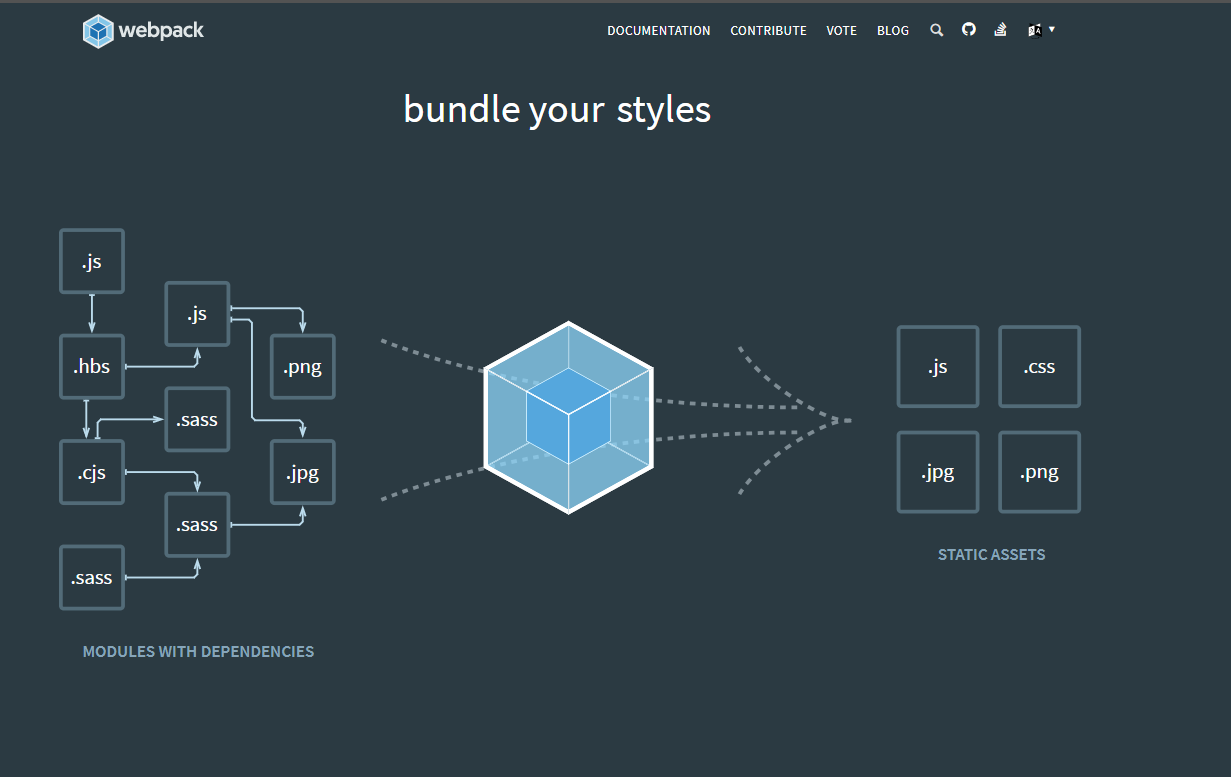 webpack
DOCUMENTATION CONTRIBUTE VOTE BLOG
bundle your styles
.js
.js
.hbs
.png
.sass
.cjs
.jpg
.sass
.sass
MODULES WITH DEPENDENCIES
.js .css
.jpg .png
STATIC ASSETS